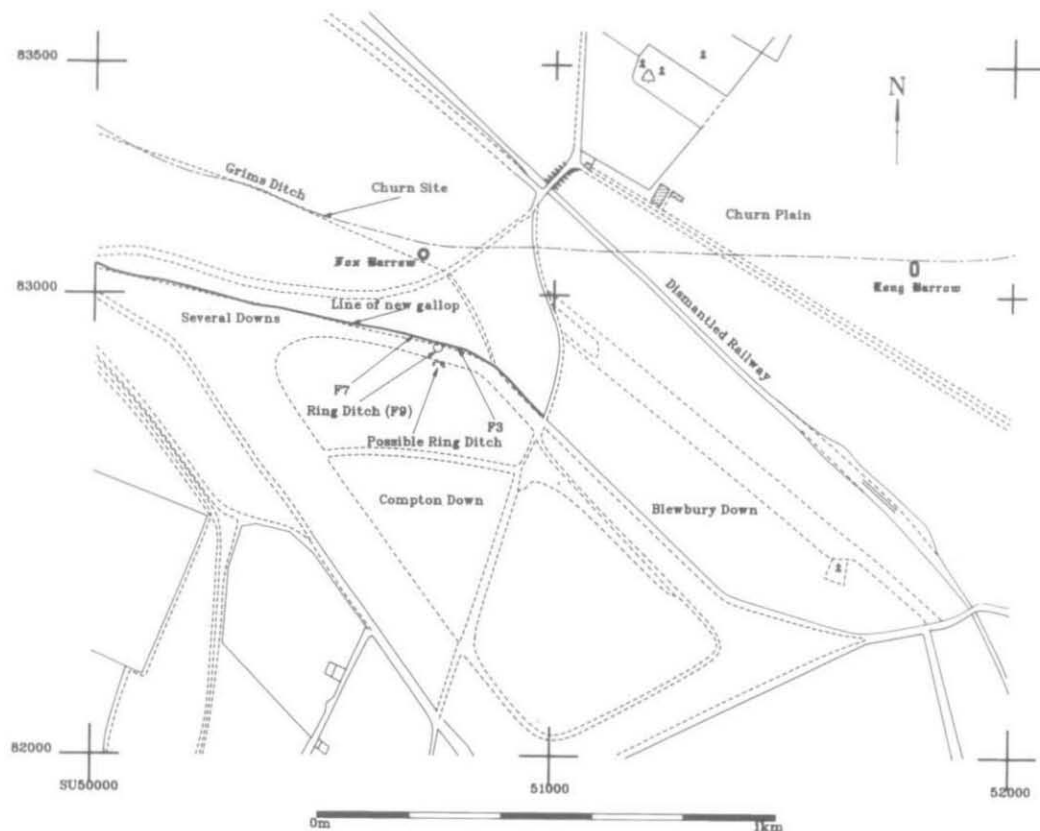 83500
N
Grims Ditch
Churn Site
Churn Plain
Fox Barrow
Long Barrow
83000
Line of new gallop
Several Downs
Dismantled Railway
F7
Ring Ditch (F9)
F3
Possible Ring Ditch
Compton Down
Blewbury Down
82000
SU50000
51000
52000
0m
1km